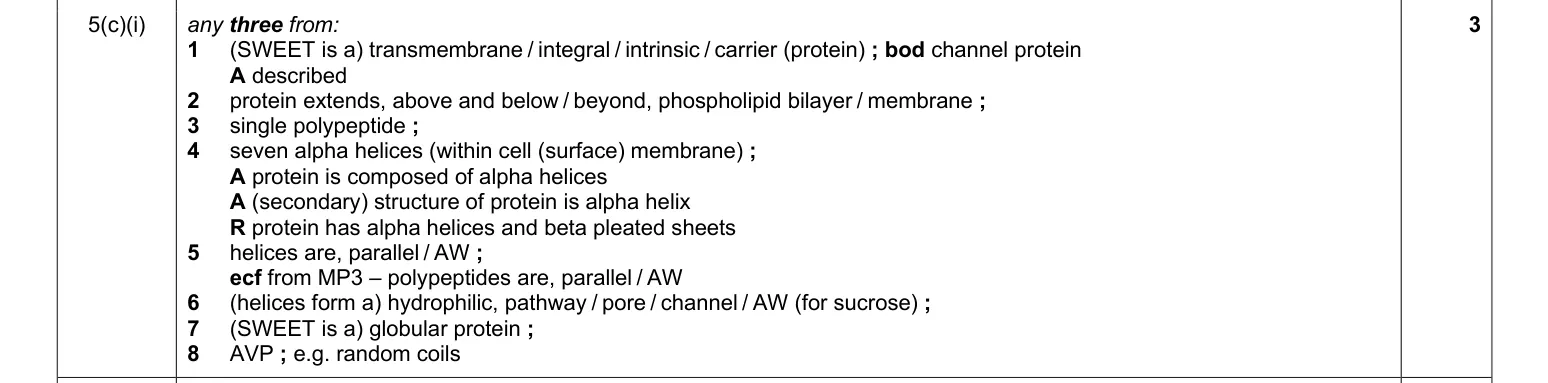 5(c)(i) any three from: 3
1 (SWEET is a) transmembrane / integral / intrinsic / carrier (protein) ; bod channel protein
A described
2 protein extends, above and below / beyond, phospholipid bilayer / membrane ;
3 single polypeptide ;
4 seven alpha helices (within cell (surface) membrane) ;
A protein is composed of alpha helices
A (secondary) structure of protein is alpha helix
R protein has alpha helices and beta pleated sheets
5 helices are, parallel / AW ;
ecf from MP3 – polypeptides are, parallel / AW
6 (helices form a) hydrophilic, pathway / pore / channel / AW (for sucrose) ;
7 (SWEET is a) globular protein ;
8 AVP ; e.g. random coils